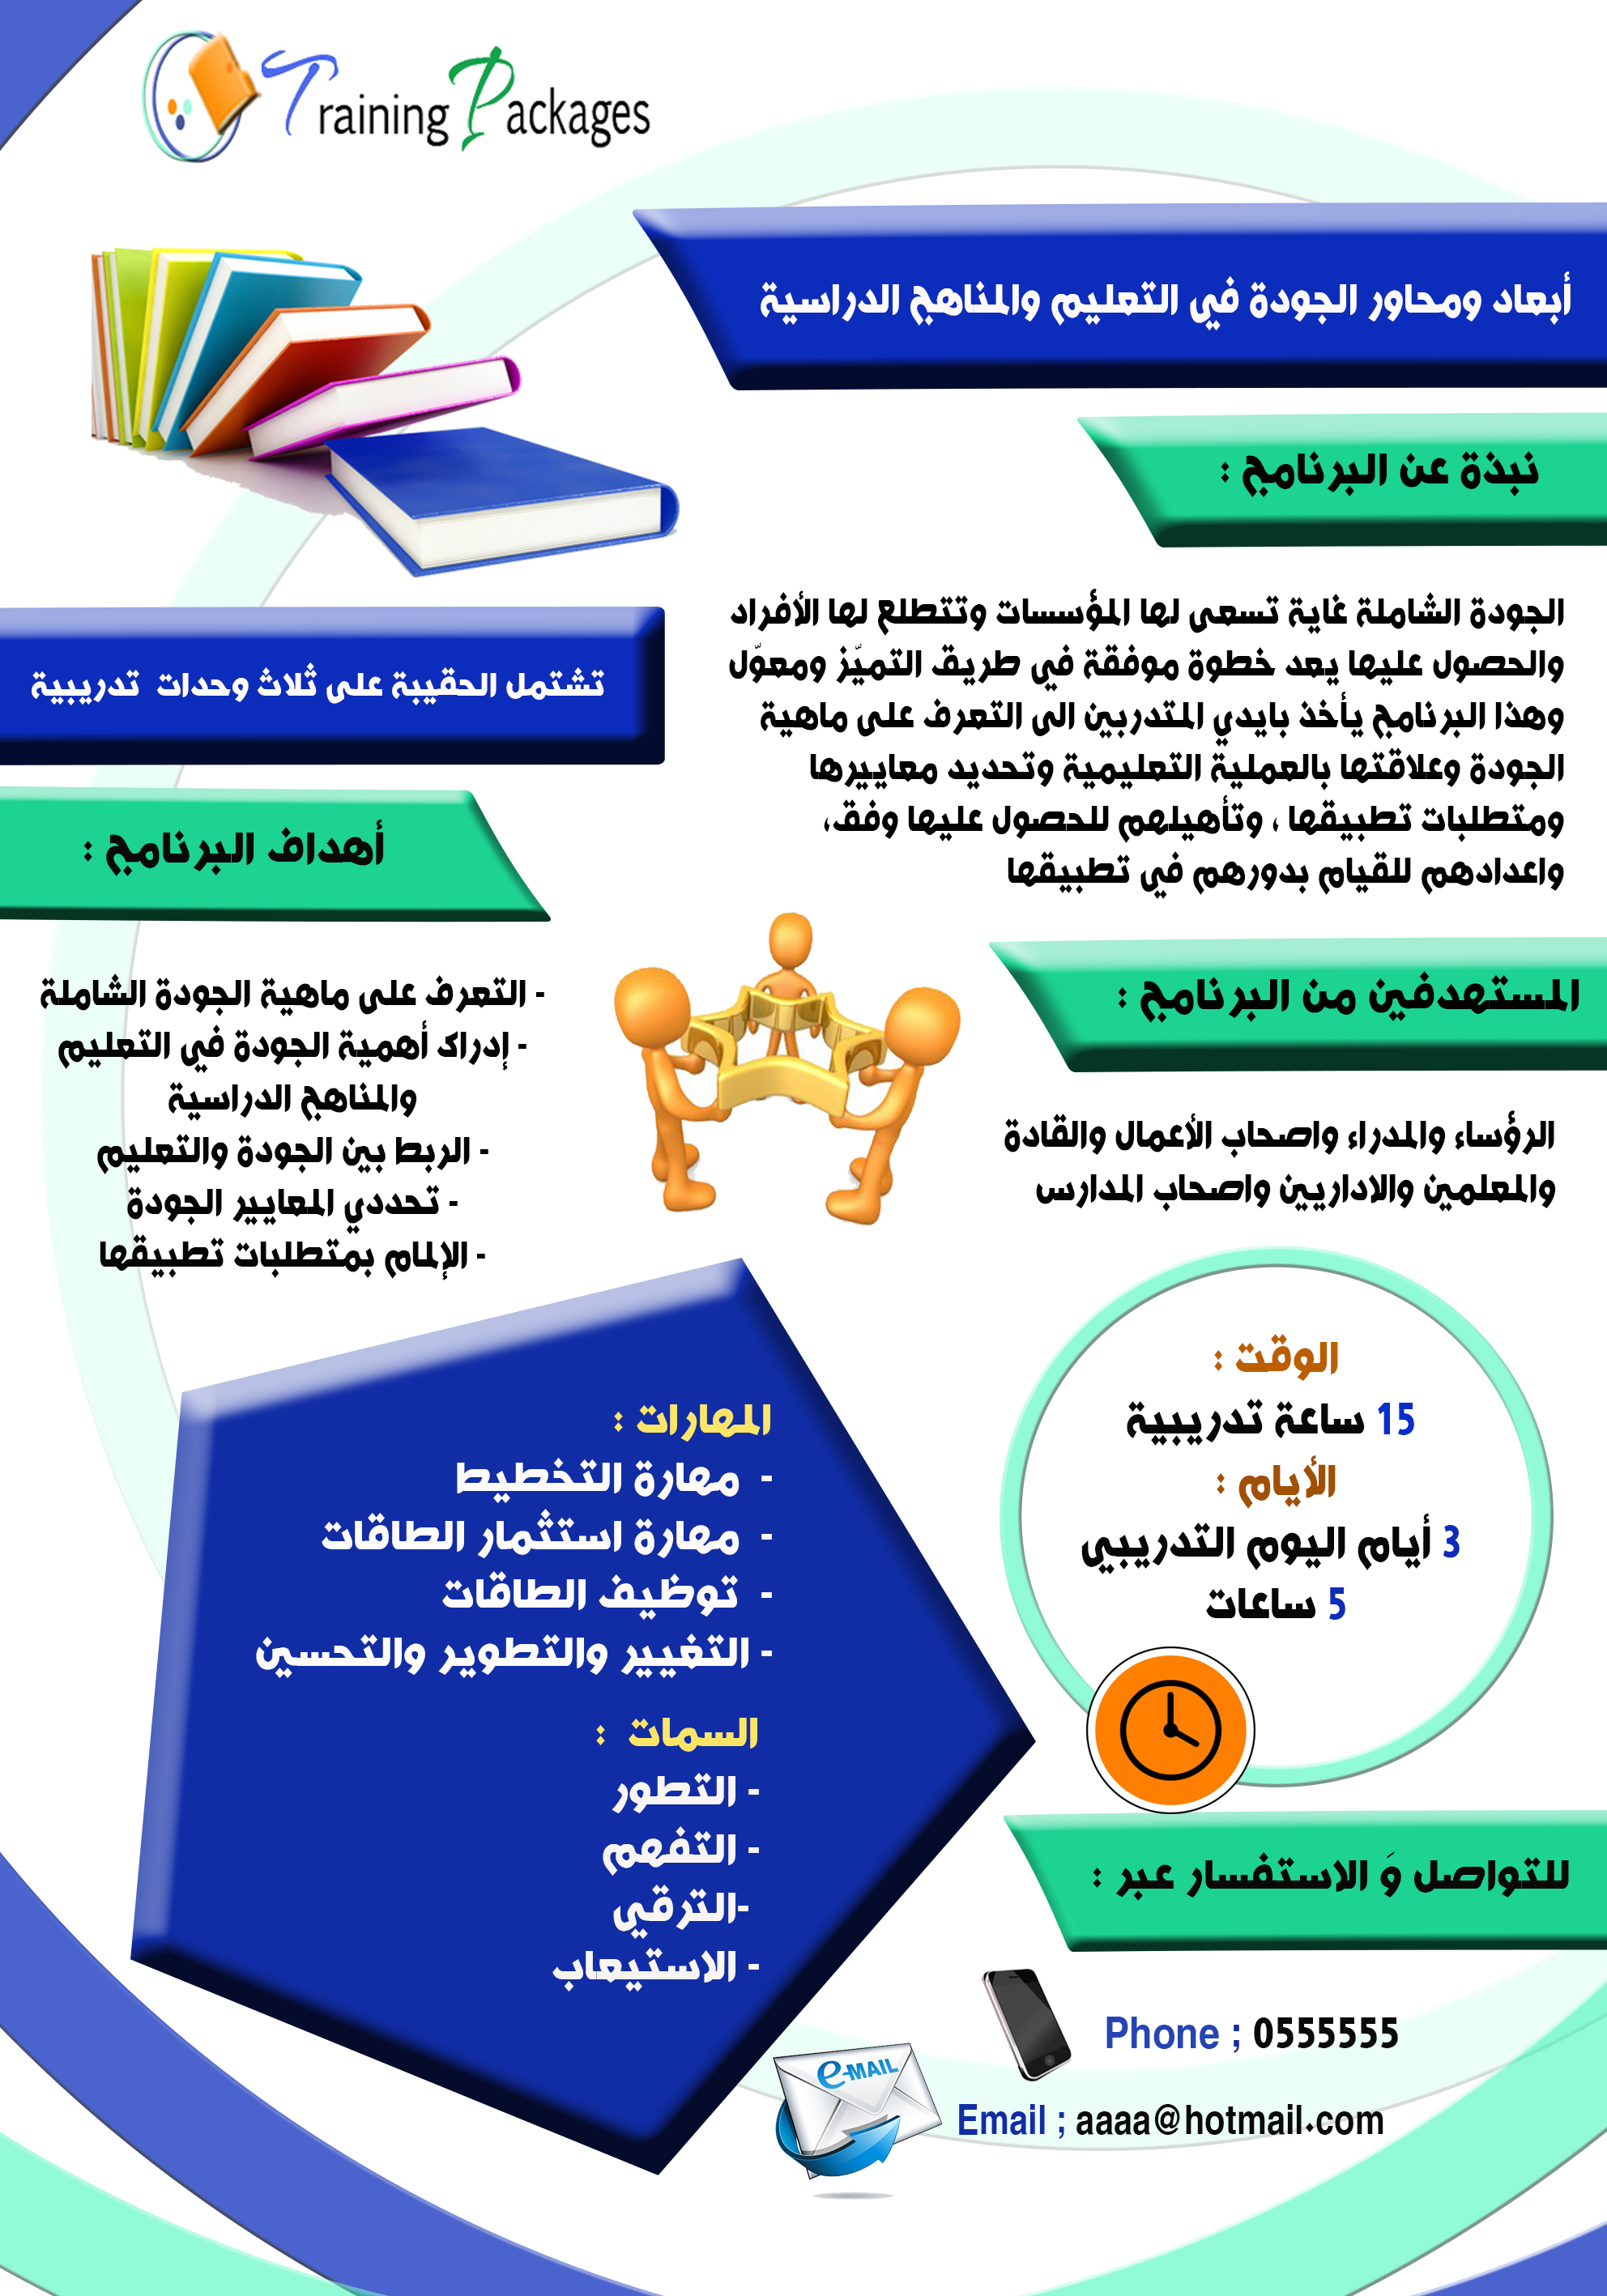 Training Packages
أبعاد ومحاور الجودة في التعليم والمناهج الدراسية
نبذة عن البرنامج :
الجودة الشاملة غاية تسعى لها المؤسسات وتتطلع لها الأفراد
والحصول عليها يعد خطوة موفقة في طريق التميّز ومعوّل
وهذا البرنامج يأخذ بايدي المتدربين الى التعرف على ماهية
الجودة وعلاقتها بالعملية التعليمية وتحديد معاييرها
ومتطلبات تطبيقها ، وتأهيلهم للحصول عليها وفق،
واعدادهم للقيام بدورهم في تطبيقها
تشتمل الحقيبة على ثلاث وحدات تدريبية
أهداف البرنامج :
- التعرف على ماهية الجودة الشاملة
- إدراك أهمية الجودة في التعليم
والمناهج الدراسية
- الربط بين الجودة والتعليم
- تحددي المعايير الجودة
- الإلمام بمتطلبات تطبيقها
المستهدفين من البرنامج :
الرؤساء والمدراء واصحاب الأعمال والقادة
والمعلمين والاداريين واصحاب المدارس
الوقت :
15 ساعة تدريبية
الأيام :
3 أيام اليوم التدريبي
5 ساعات
المهارات :
- مهارة التخطيط
- مهارة استثمار الطاقات
- توظيف الطاقات
- التغيير والتطوير والتحسين
السمات :
- التطور
- التفهم
-الترقي
- الاستيعاب
للتواصل وَ الاستفسار عبر :
Phone ; 0555555
e-MAIL
Email ; aaaa@hotmail.com